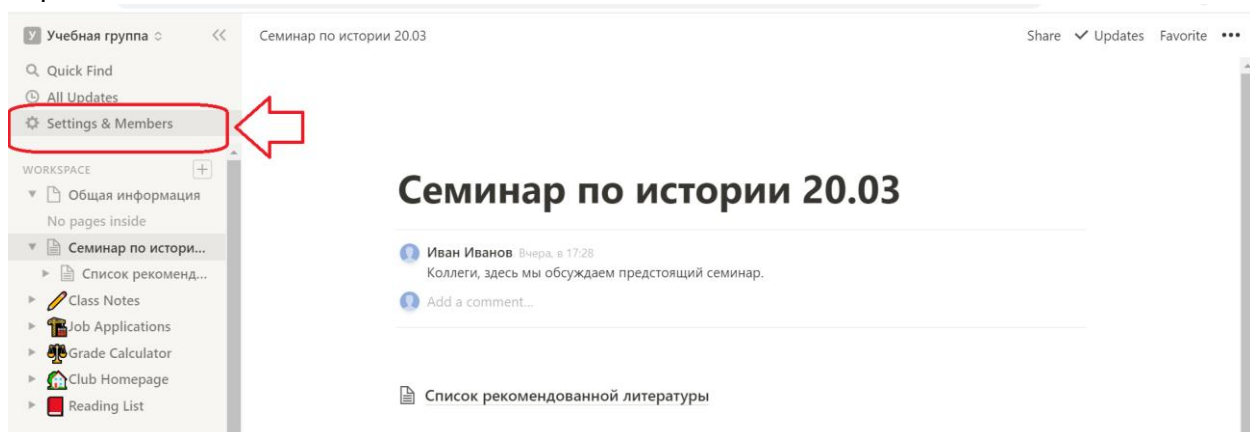 У Учебная группа
Семинар по истории 20.03
Share ✓ Updates Favorite •••
Quick Find
All Updates
Settings & Members
WORKSPACE
Общая информация
No pages inside
Семинар по истори...
Список рекоменд...
Class Notes
Job Applications
Grade Calculator
Club Homepage
Reading List
Семинар по истории 20.03
Иван Иванов Вчера, в 17:28
Коллеги, здесь мы обсуждаем предстоящий семинар.
Add a comment...
Список рекомендованной литературы